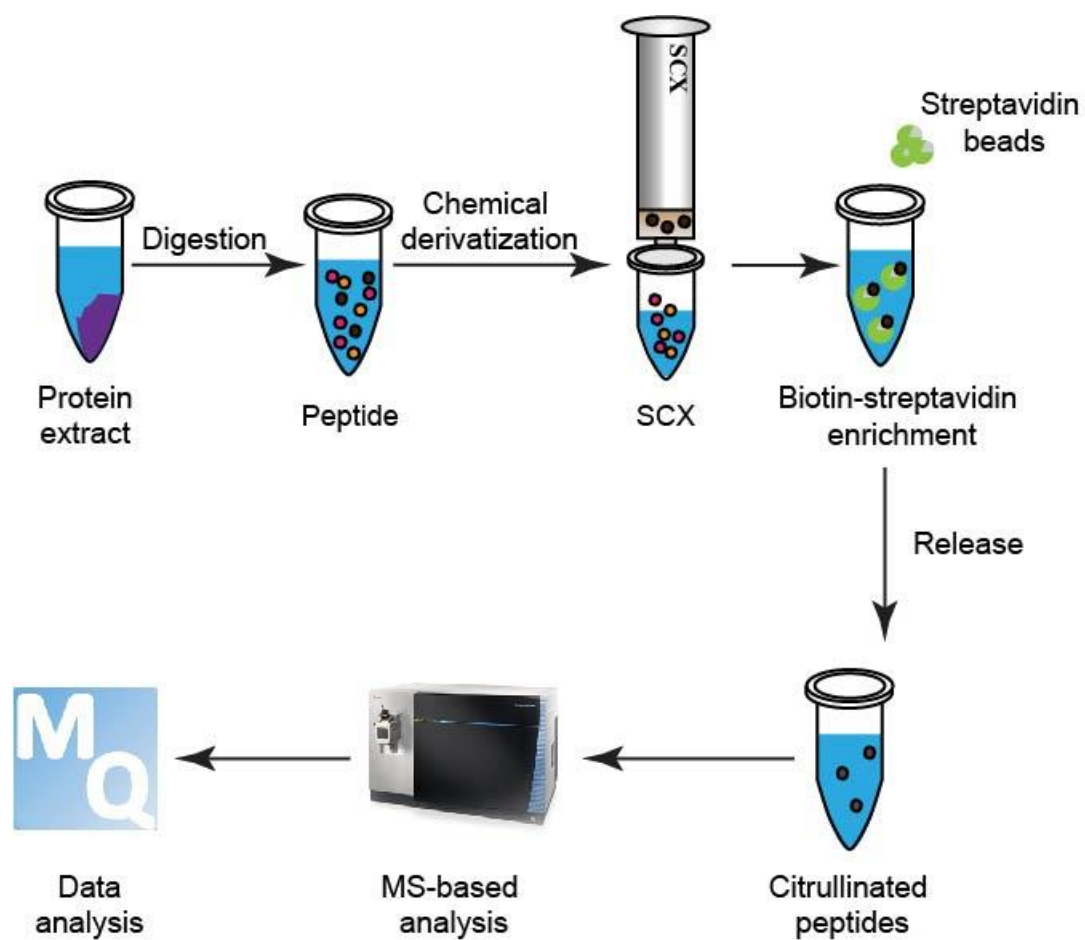 SCX
Streptavidin
beads
Digestion
Chemical
derivatization
Protein
extract
Peptide
SCX
Biotin-streptavidin
enrichment
Release
MQ
Data
analysis
MS-based
analysis
Citrullinated
peptides